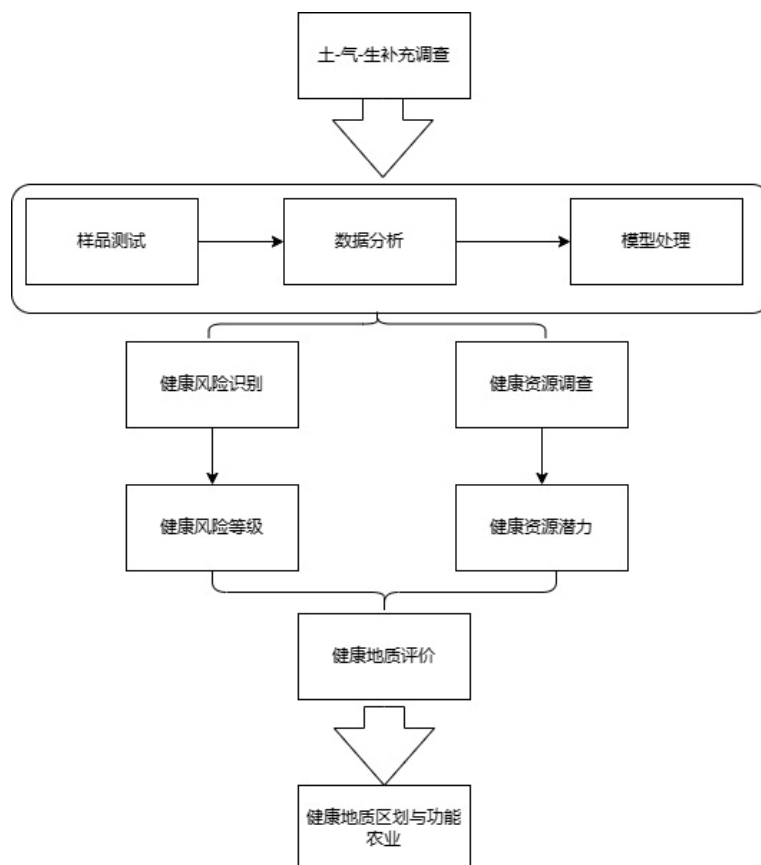 土-气-生补充调查
样品测试
数据分析
模型处理
健康风险识别
健康资源调查
健康风险等级
健康资源潜力
健康地质评价
健康地质区划与功能
农业